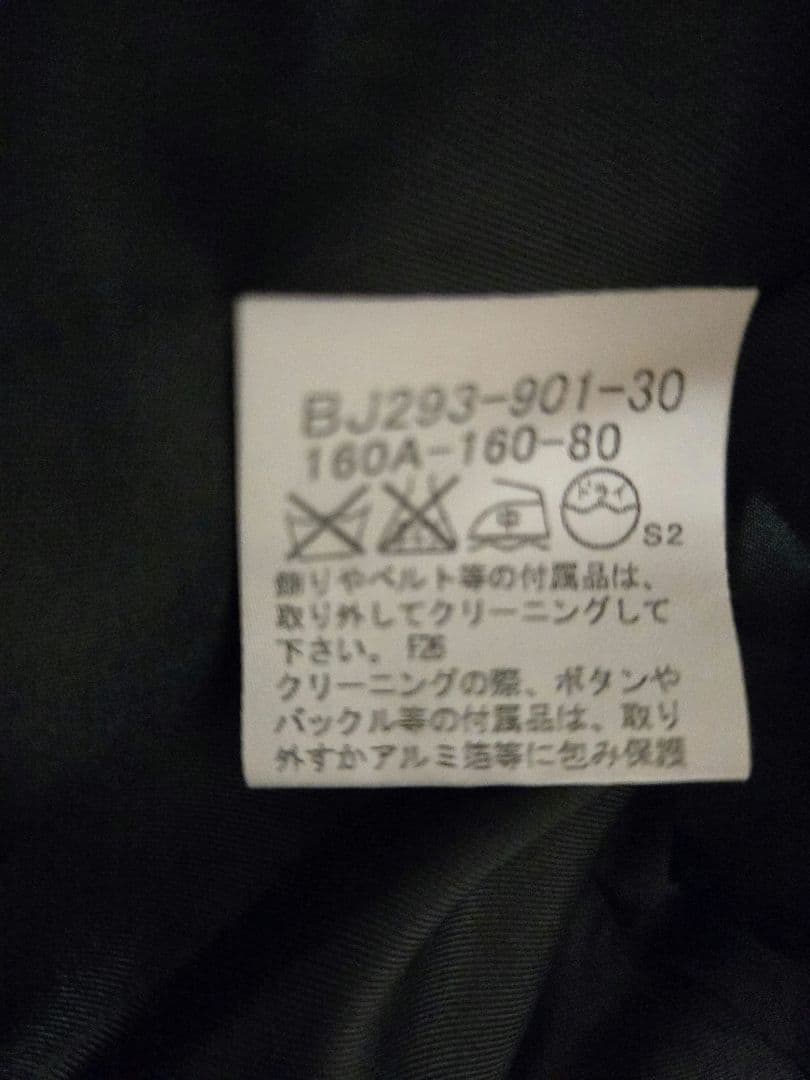 BJ293-901-30
160A-160-80
中 ドライ S2
飾りやベルト等の付属品は、
取り外してクリーニングして
下さい。 F26
クリーニングの際、ボタンや
バックル等の付属品は、取り
外すかアルミ箔等に包み保護